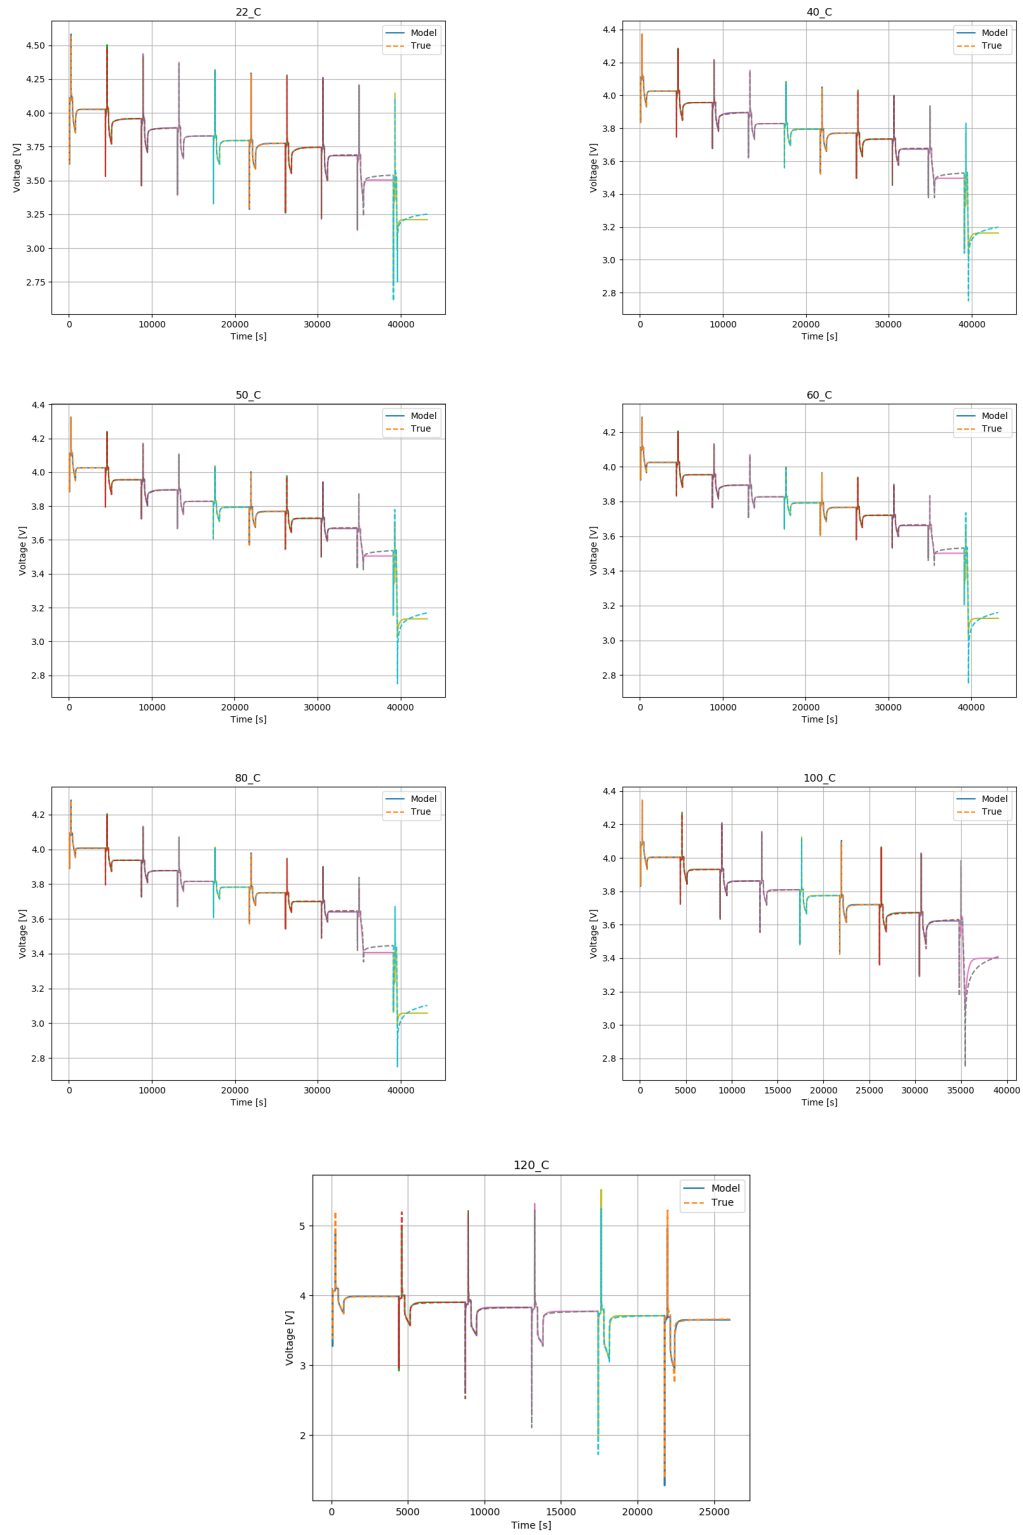 22_C
Voltage [V]
4.50
4.25
4.00
3.75
3.50
3.25
3.00
2.75
Model
True
0 10000 20000 30000 40000
Time [s]
40_C
Voltage [V]
4.4
4.2
4.0
3.8
3.6
3.4
3.2
3.0
2.8
Model
True
0 10000 20000 30000 40000
Time [s]
50_C
Voltage [V]
4.4
4.2
4.0
3.8
3.6
3.4
3.2
3.0
2.8
Model
True
0 10000 20000 30000 40000
Time [s]
60_C
Voltage [V]
4.2
4.0
3.8
3.6
3.4
3.2
3.0
2.8
Model
True
0 10000 20000 30000 40000
Time [s]
80_C
Voltage [V]
4.2
4.0
3.8
3.6
3.4
3.2
3.0
2.8
Model
True
0 10000 20000 30000 40000
Time [s]
100_C
Voltage [V]
4.4
4.2
4.0
3.8
3.6
3.4
3.2
3.0
2.8
Model
True
0 5000 10000 15000 20000 25000 30000 35000 40000
Time [s]
120_C
Voltage [V]
5
4
3
2
Model
True
0 5000 10000 15000 20000 25000
Time [s]